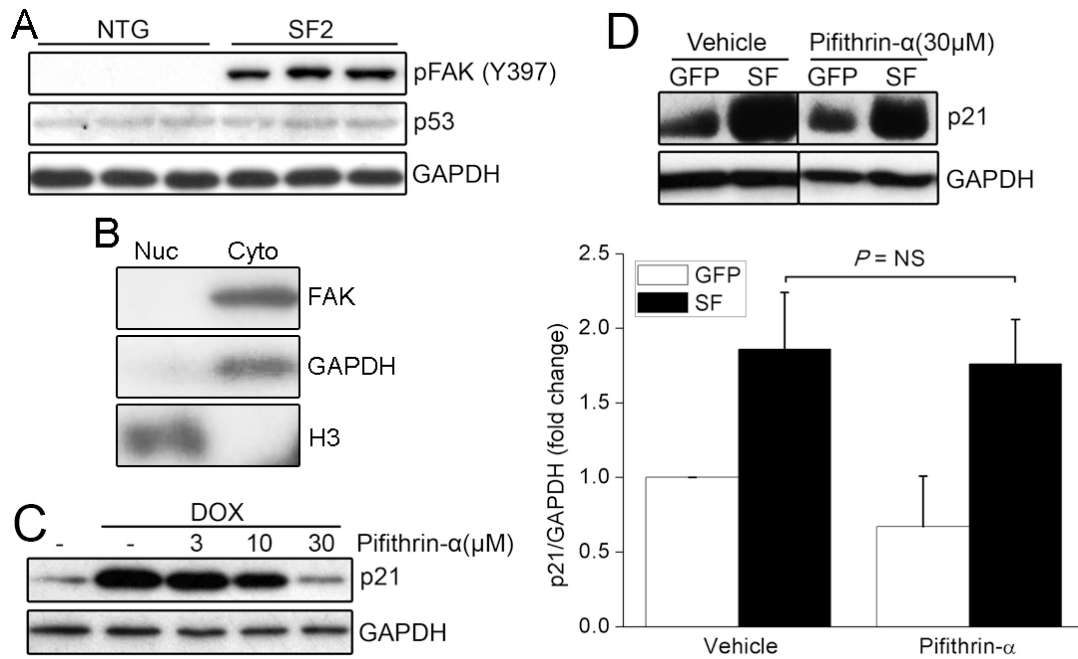 A
NTG SF2
pFAK (Y397)
p53
GAPDH
B
Nuc Cyto
FAK
GAPDH
H3
C
DOX
- - 3 10 30 Pifithrin-α(μM)
p21
GAPDH
D
Vehicle Pifithrin-α(30μM)
GFP SF GFP SF
p21
GAPDH
2.5
2.0
1.5
1.0
0.5
0.0
p21/GAPDH (fold change)
GFP
SF
P = NS
Vehicle Pifithrin-α